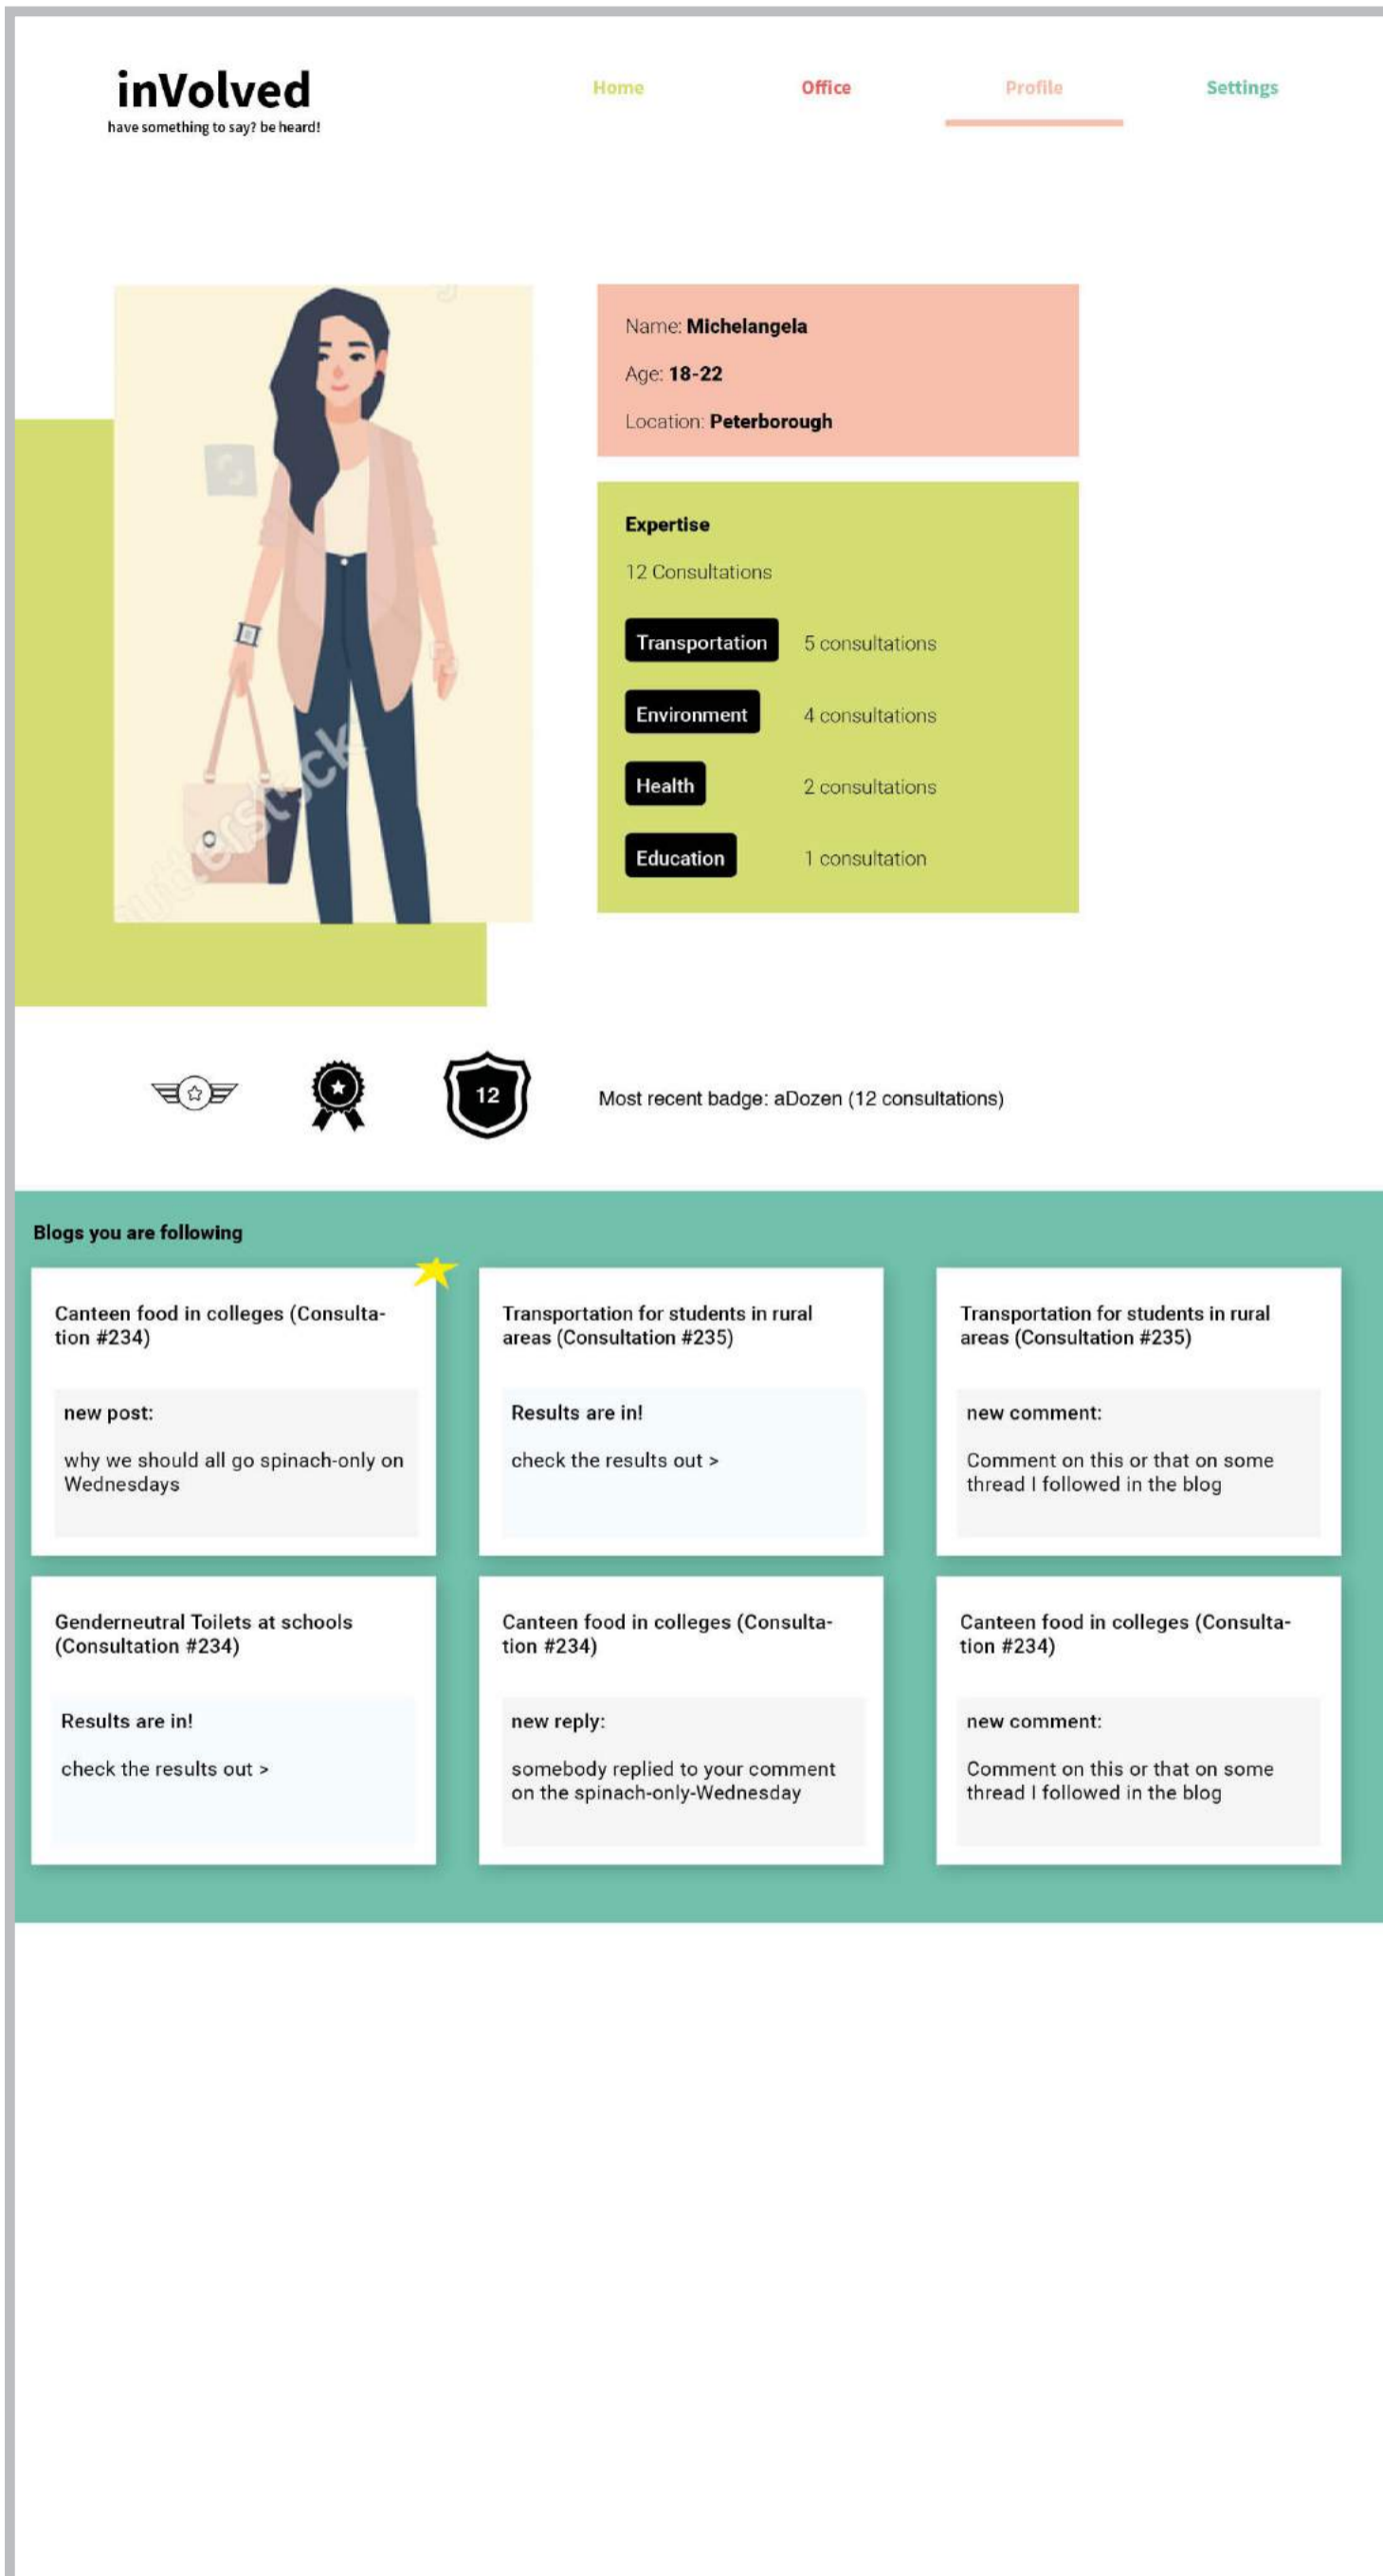 inVolved
have something to say? be heard!
Home
Office
Profile
Settings
Name: Michelangela
Age: 18-22
Location: Peterborough
Expertise
12 Consultations
Transportation 5 consultations
Environment 4 consultations
Health 2 consultations
Education 1 consultation
12
Most recent badge: aDozen (12 consultations)
Blogs you are following
Canteen food in colleges (Consulta-
tion #234)
new post:
why we should all go spinach-only on
Wednesdays
Transportation for students in rural
areas (Consultation #235)
Results are in!
check the results out >
Transportation for students in rural
areas (Consultation #235)
new comment:
Comment on this or that on some
thread I followed in the blog
Genderneutral Toilets at schools
(Consultation #234)
Results are in!
check the results out >
Canteen food in colleges (Consulta-
tion #234)
new reply:
somebody replied to your comment
on the spinach-only-Wednesday
Canteen food in colleges (Consulta-
tion #234)
new comment:
Comment on this or that on some
thread I followed in the blog